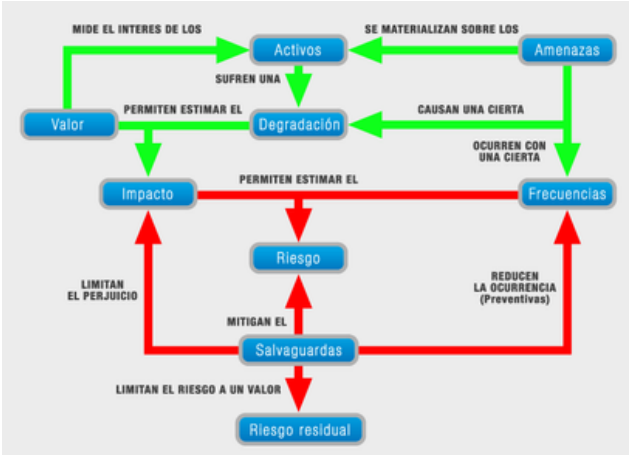 MIDE EL INTERES DE LOS
SE MATERIALIZAN SOBRE LOS
Activos
Amenazas
SUFREN UNA
PERMITEN ESTIMAR EL
CAUSAN UNA CIERTA
Valor
Degradación
OCURREN CON
UNA CIERTA
PERMITEN ESTIMAR EL
Impacto
Frecuencias
Riesgo
LIMITAN
EL PERJUICIO
REDUCEN
LA OCURRENCIA
(Preventivas)
MITIGAN EL
Salvaguardas
LIMITAN EL RIESGO A UN VALOR
Riesgo residual